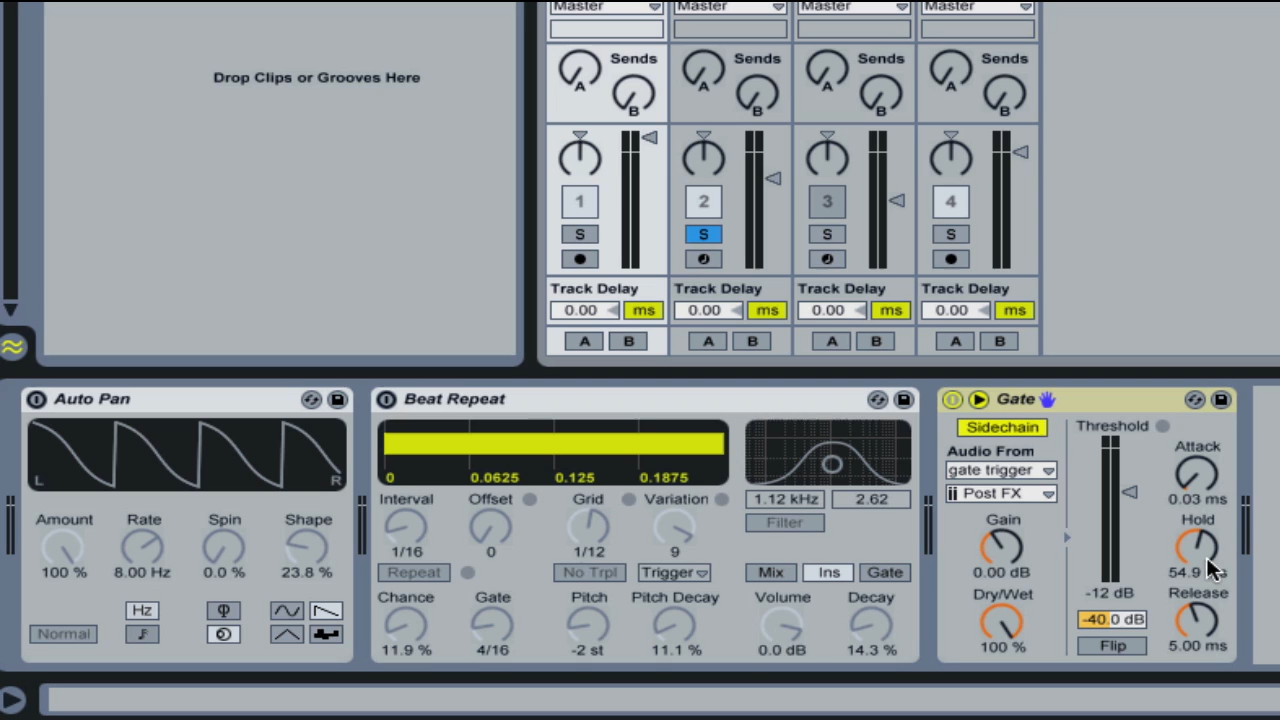 Master Master Master Master
Sends Sends Sends Sends
A A A A
B B B B
Drop Clips or Grooves Here
1 2 3 4
S S S S
Track Delay Track Delay Track Delay Track Delay
0.00 ms 0.00 ms 0.00 ms 0.00 ms
A B A B A B A B
Auto Pan
L R
Amount Rate Spin Shape
100 % 8.00 Hz 0.0 % 23.8 %
Hz
Normal
Beat Repeat
0 0.0625 0.125 0.1875
Interval Offset Grid Variation
1/16 0 1/12 9
1.12 kHz 2.62
Filter
Repeat No Trpl Trigger Mix Ins Gate
Chance Gate Pitch Pitch Decay Volume Decay
11.9 % 4/16 -2 st 11.1 % 0.0 dB 14.3 %
Gate
Sidechain
Audio From
gate trigger
Post FX
Gain
0.00 dB
Dry/Wet
100 %
Threshold
-12 dB
-40.0 dB
Flip
Attack
0.03 ms
Hold
54.9
Release
5.00 ms